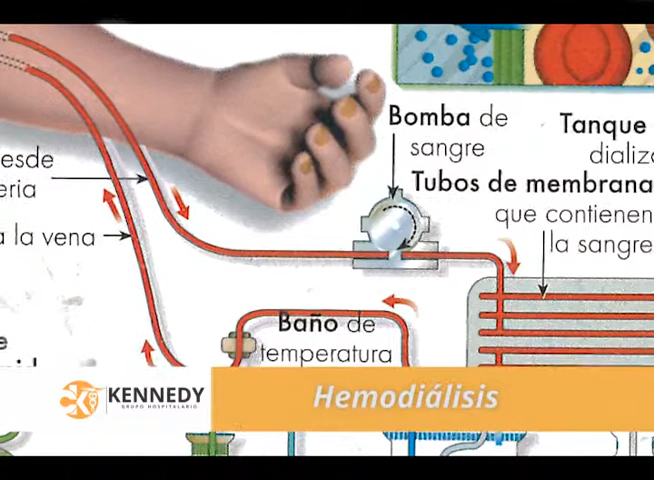 Bomba de
sangre
Tanque
dializ
Tubos de membrana
que contienen
la sangre
esde
eria
a la vena
Baño de
temperatura
KENNEDY
GRUPO HOSPITALARIO
Hemodiálisis